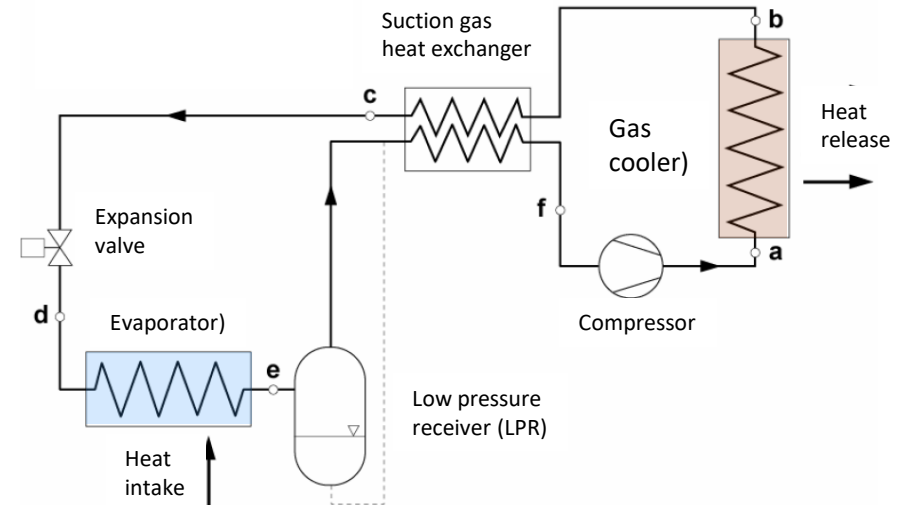 Suction gas
heat exchanger
b
c
Gas
cooler)
Heat
release
f
a
Expansion
valve
d
Evaporator)
Compressor
e
Low pressure
receiver (LPR)
Heat
intake